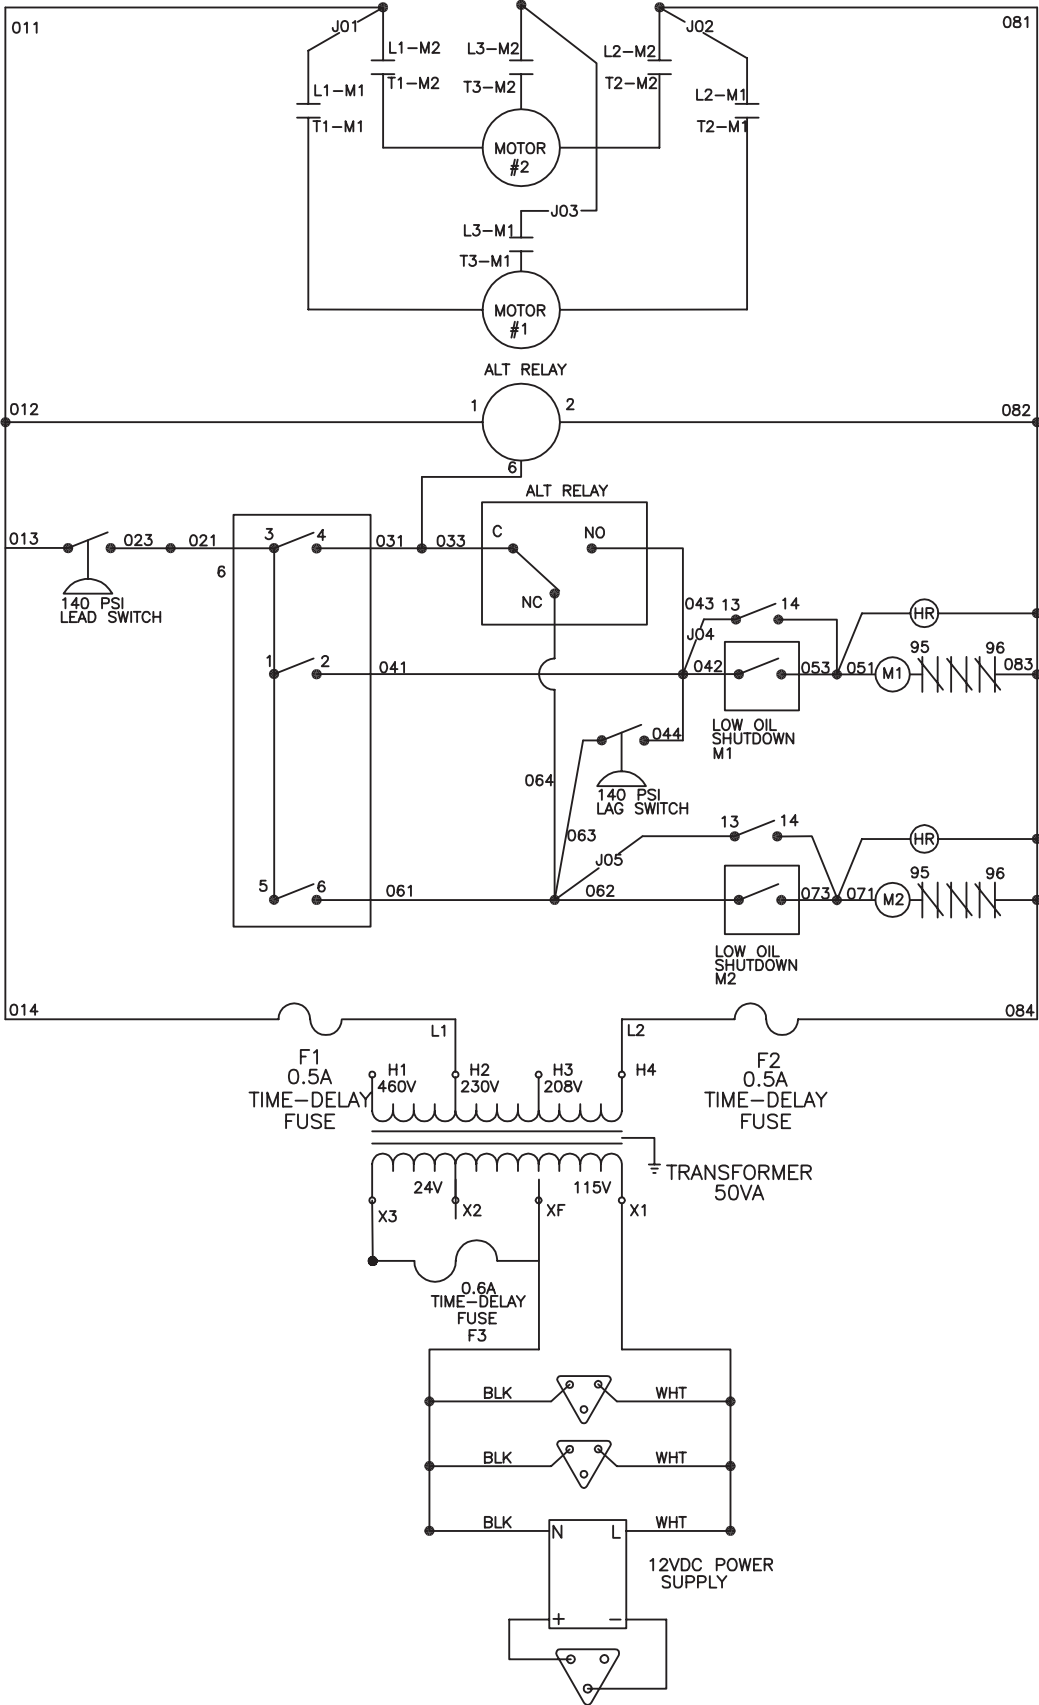 011
J01
J02
081
L1-M2
L3-M2
L2-M2
T1-M2
T3-M2
T2-M2
L1-M1
L2-M1
T1-M1
T2-M1
MOTOR
#2
J03
L3-M1
T3-M1
MOTOR
#1
ALT RELAY
012
1
2
082
6
ALT RELAY
013
023
021
3
4
031
033
C
NO
6
NC
140 PSI
LEAD SWITCH
043
13
14
HR
J04
1
2
041
042
053
051
M1
95
96
083
LOW OIL
SHUTDOWN
M1
044
064
140 PSI
LAG SWITCH
063
13
14
HR
J05
5
6
061
062
073
071
M2
95
96
LOW OIL
SHUTDOWN
M2
014
L1
L2
084
F1
0.5A
TIME-DELAY
FUSE
H1
460V
H2
230V
H3
208V
H4
F2
0.5A
TIME-DELAY
FUSE
TRANSFORMER
50VA
24V
115V
X3
X2
XF
X1
0.6A
TIME-DELAY
FUSE
F3
BLK
WHT
BLK
WHT
BLK
N
L
WHT
12VDC POWER
SUPPLY
+
−